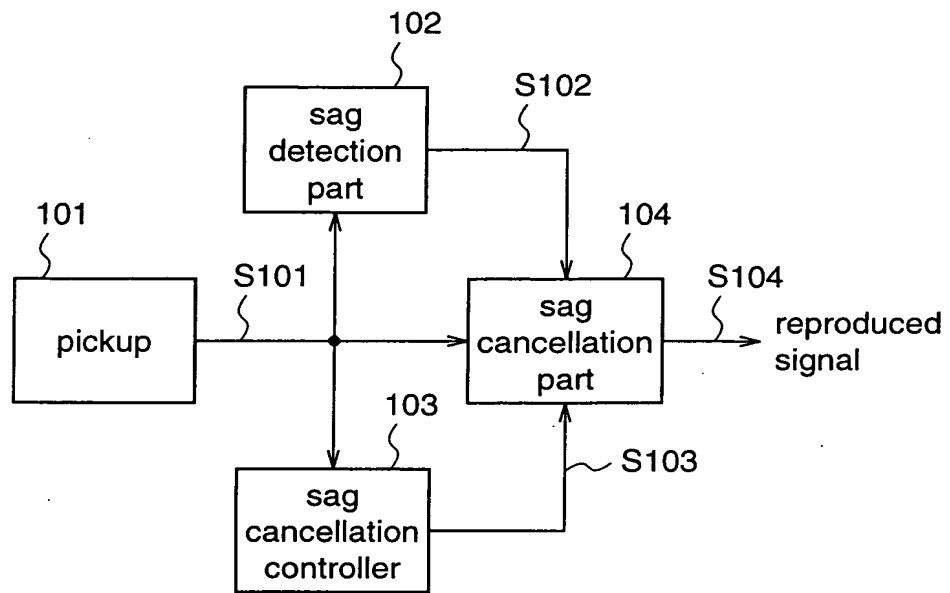 102
S102
sag
detection
part
101
S101
pickup
104
S104
sag
cancellation
part
reproduced
signal
103
S103
sag
cancellation
controller